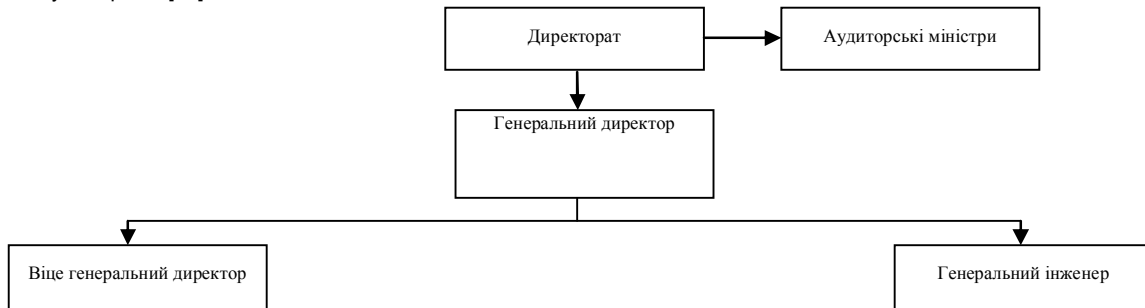 Директорат
Аудиторські міністри
Генеральний директор
Віце генеральний директор
Генеральний інженер